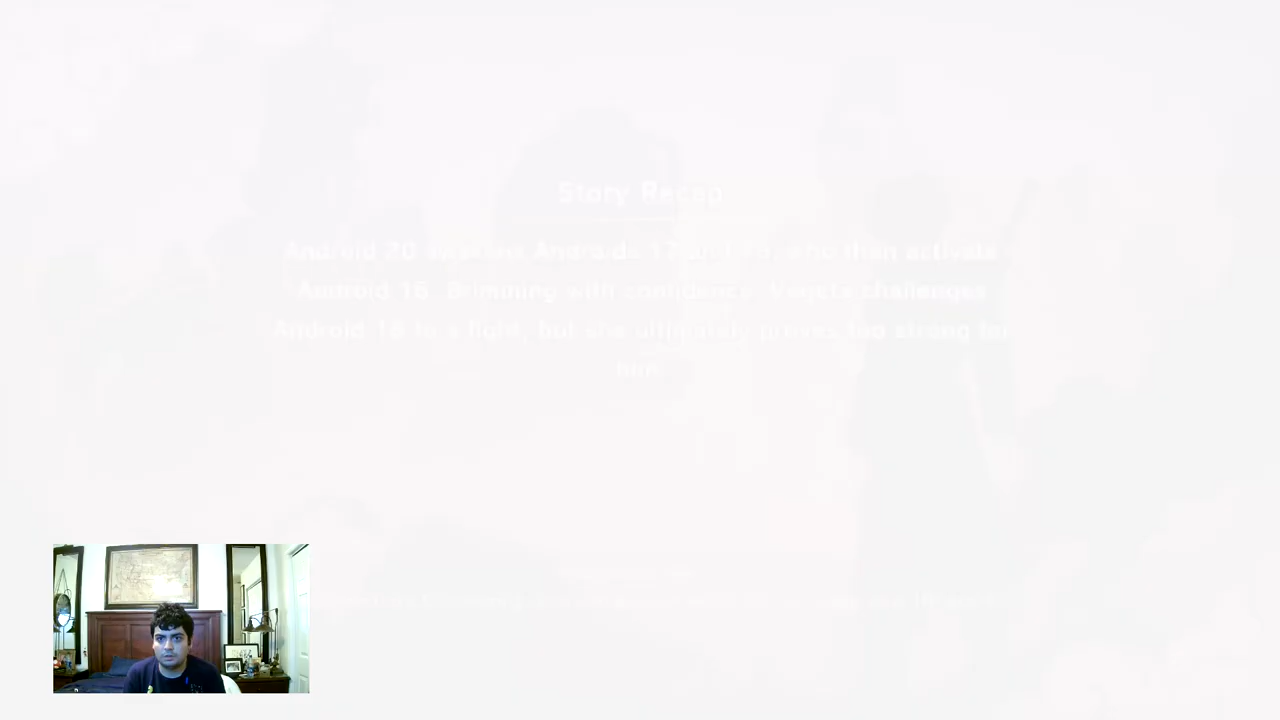 Story Recap
Android 20 awakens Androids 17 and 18, who then activate
Android 16. Brimming with confidence, Vegeta challenges
Android 18 to a fight, but she ultimately proves too strong for
him.